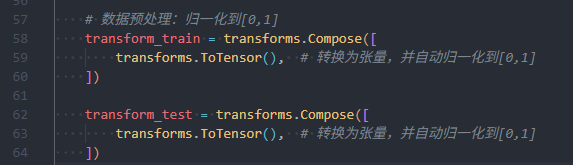 57 # 数据预处理：归一化到[0,1]
58 transform_train = transforms.Compose([
59     transforms.ToTensor(),  # 转换为张量，并自动归一化到[0,1]
60 ])
61
62 transform_test = transforms.Compose([
63     transforms.ToTensor(),  # 转换为张量，并自动归一化到[0,1]
64 ])